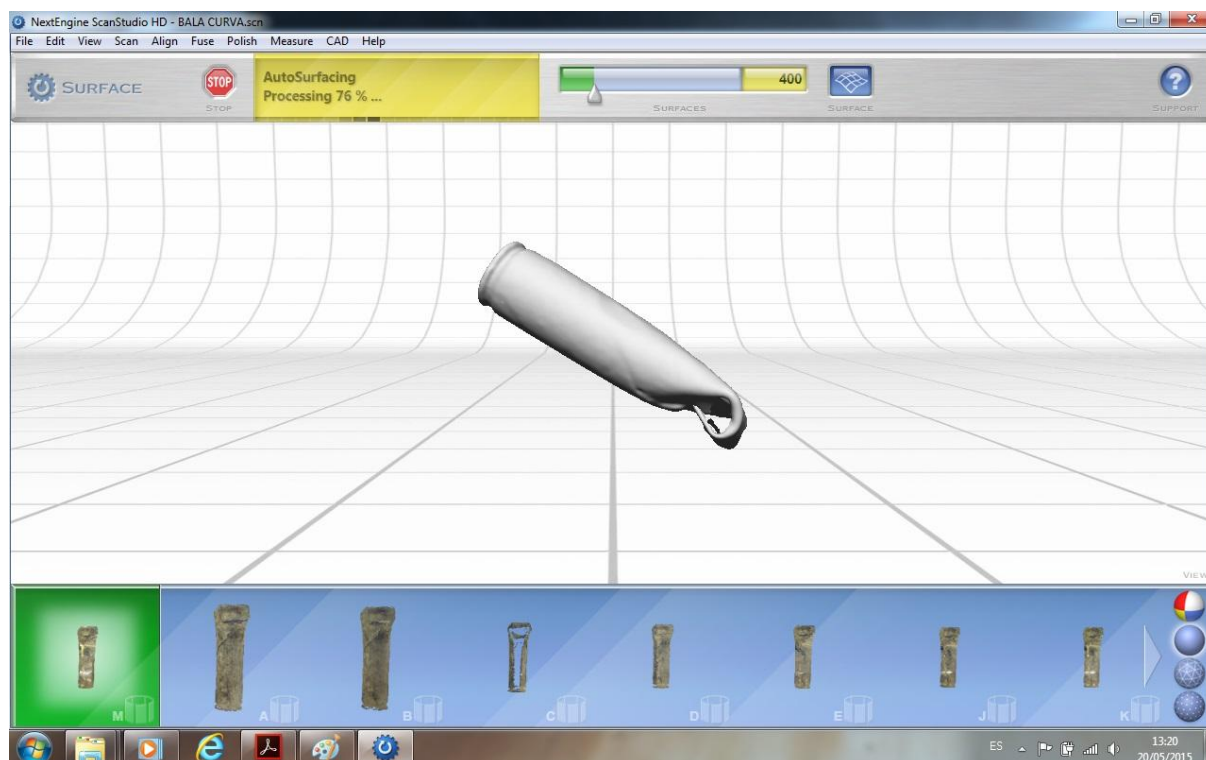 NextEngine ScanStudio HD - BALA CURVA.scn
File Edit View Scan Align Fuse Polish Measure CAD Help
SURFACE
STOP
STOP
AutoSurfacing
Processing 76 % ...
400
SURFACES
SURFACE
?
SUPPORT
VIEW
M
A
B
C
D
E
J
K
ES
13:20
20/05/2015